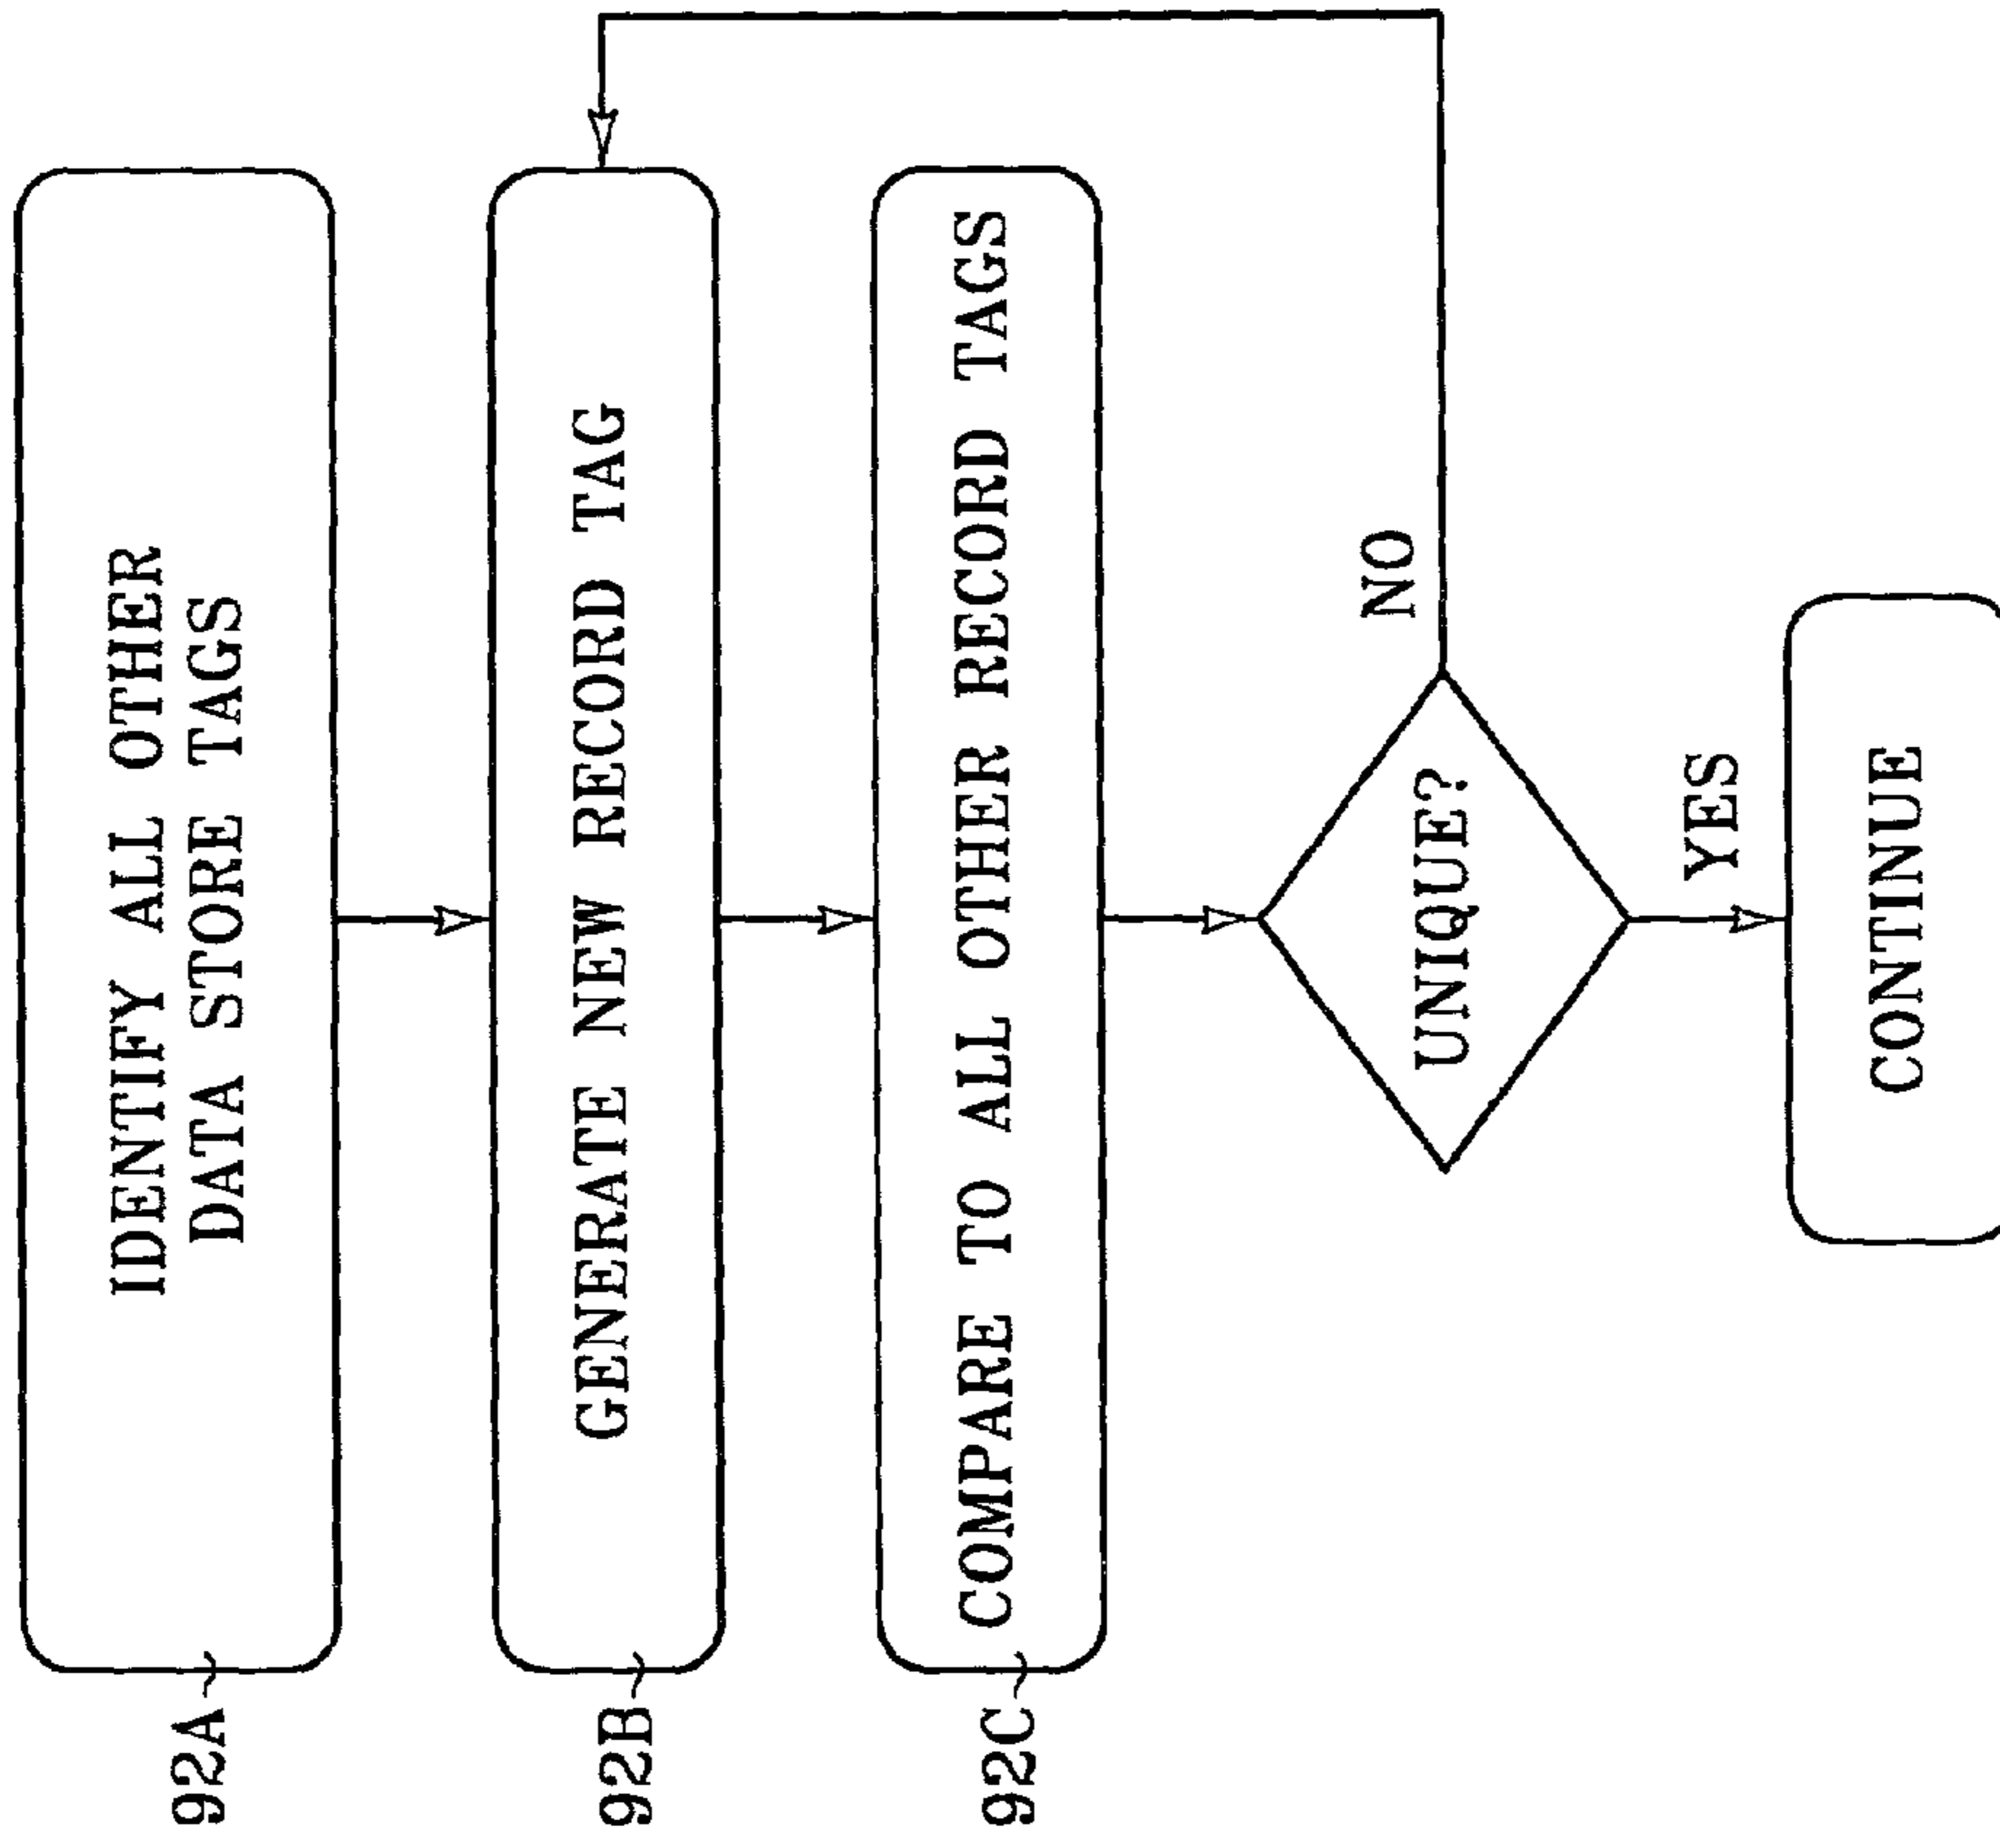 92A
IDENTIFY ALL OTHER
DATA STORE TAGS
92B
GENERATE NEW RECORD TAG
92C
COMPARE TO ALL OTHER RECORD TAGS
UNIQUE?
NO
YES
CONTINUE